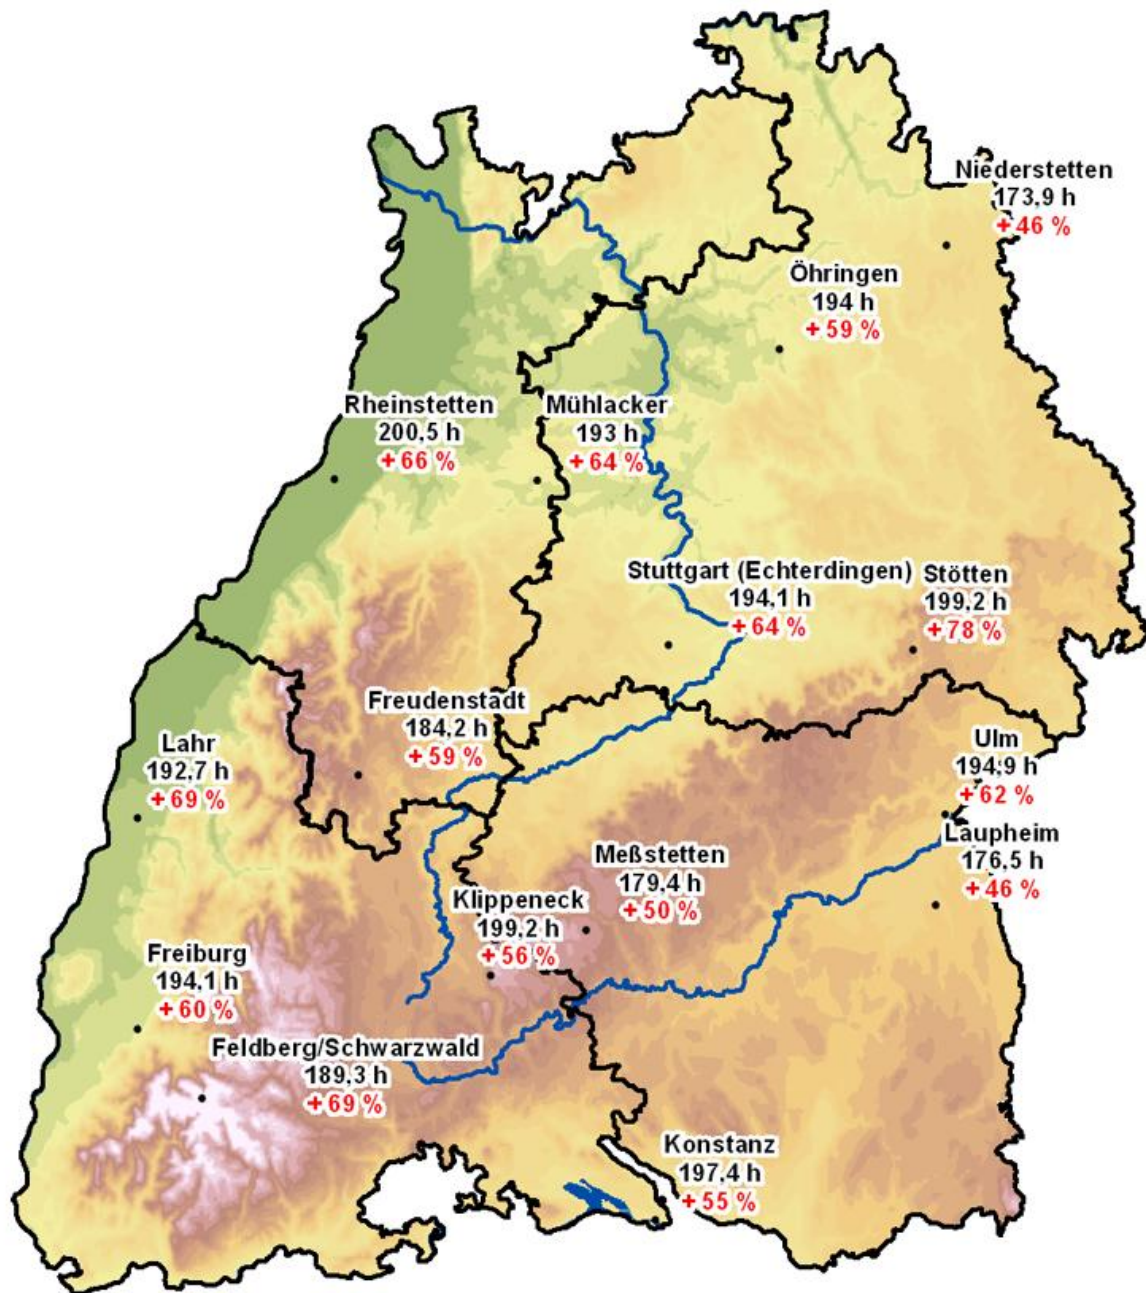 Niederstetten
173,9 h
+46 %
Öhringen
194 h
+59 %
Rheinstetten
200,5 h
+66 %
Mühlacker
193 h
+64 %
Stuttgart (Echterdingen)
194,1 h
+64 %
Stötten
199,2 h
+78 %
Freudenstadt
184,2 h
+59 %
Lahr
192,7 h
+69 %
Ulm
194,9 h
+62 %
Laupheim
176,5 h
+46 %
Meßstetten
179,4 h
+50 %
Klippeneck
199,2 h
+56 %
Freiburg
194,1 h
+60 %
Feldberg/Schwarzwald
189,3 h
+69 %
Konstanz
197,4 h
+55 %